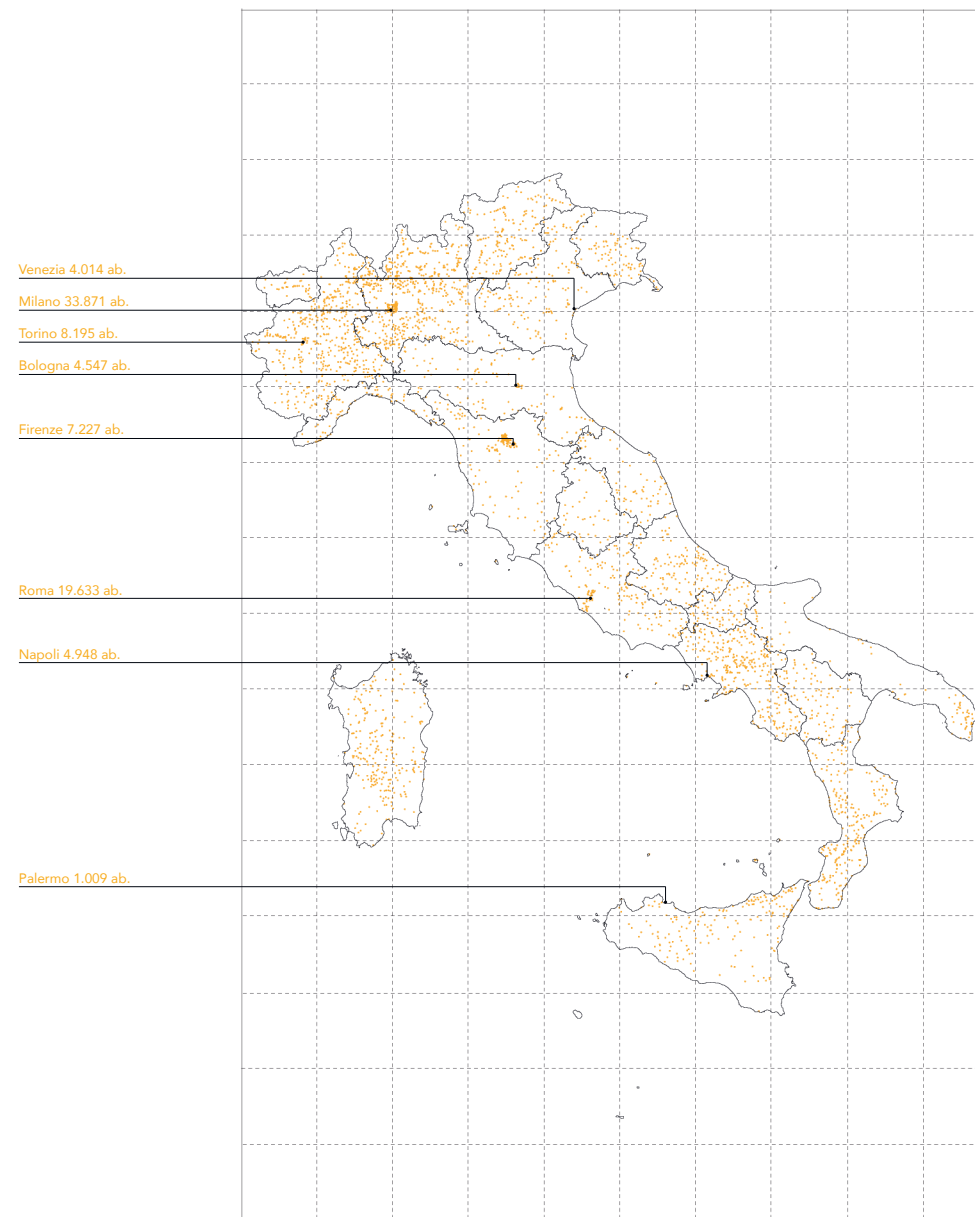 Venezia 4.014 ab.
Milano 33.871 ab.
Torino 8.195 ab.
Bologna 4.547 ab.
Firenze 7.227 ab.
Roma 19.633 ab.
Napoli 4.948 ab.
Palermo 1.009 ab.